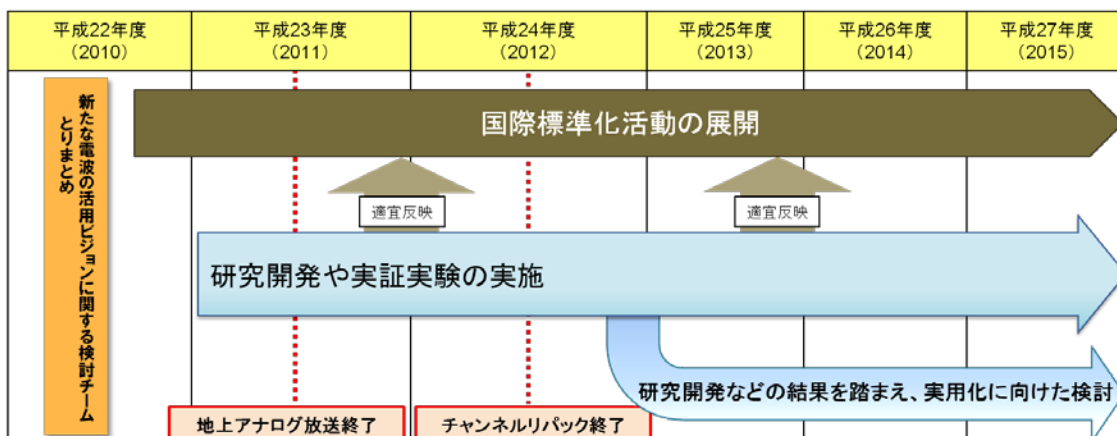 平成22年度
(2010)
平成23年度
(2011)
平成24年度
(2012)
平成25年度
(2013)
平成26年度
(2014)
平成27年度
(2015)
新たな電波の活用ビジョンに関する検討チーム
とりまとめ
国際標準化活動の展開
適宜反映
適宜反映
研究開発や実証実験の実施
研究開発などの結果を踏まえ、実用化に向けた検討
地上アナログ放送終了
チャンネルリパック終了